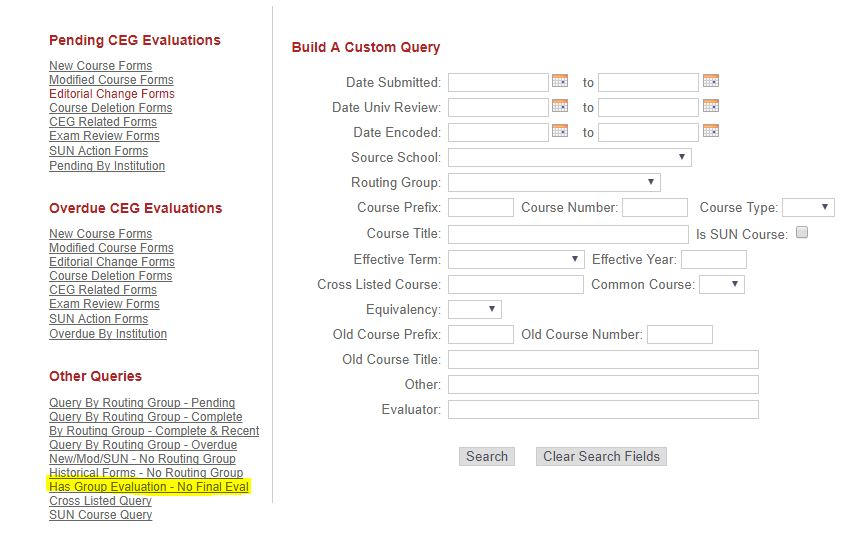 Pending CEG Evaluations
New Course Forms
Modified Course Forms
Editorial Change Forms
Course Deletion Forms
CEG Related Forms
Exam Review Forms
SUN Action Forms
Pending By Institution
Overdue CEG Evaluations
New Course Forms
Modified Course Forms
Editorial Change Forms
Course Deletion Forms
CEG Related Forms
Exam Review Forms
SUN Action Forms
Overdue By Institution
Other Queries
Query By Routing Group - Pending
Query By Routing Group - Complete
By Routing Group - Complete & Recent
Query By Routing Group - Overdue
New/Mod/SUN - No Routing Group
Historical Forms - No Routing Group
Has Group Evaluation - No Final Eval
Cross Listed Query
SUN Course Query
Build A Custom Query
Date Submitted: to
Date Univ Review: to
Date Encoded: to
Source School:
Routing Group:
Course Prefix: Course Number: Course Type:
Course Title: Is SUN Course:
Effective Term: Effective Year:
Cross Listed Course: Common Course:
Equivalency:
Old Course Prefix: Old Course Number:
Old Course Title:
Other:
Evaluator:
Search Clear Search Fields